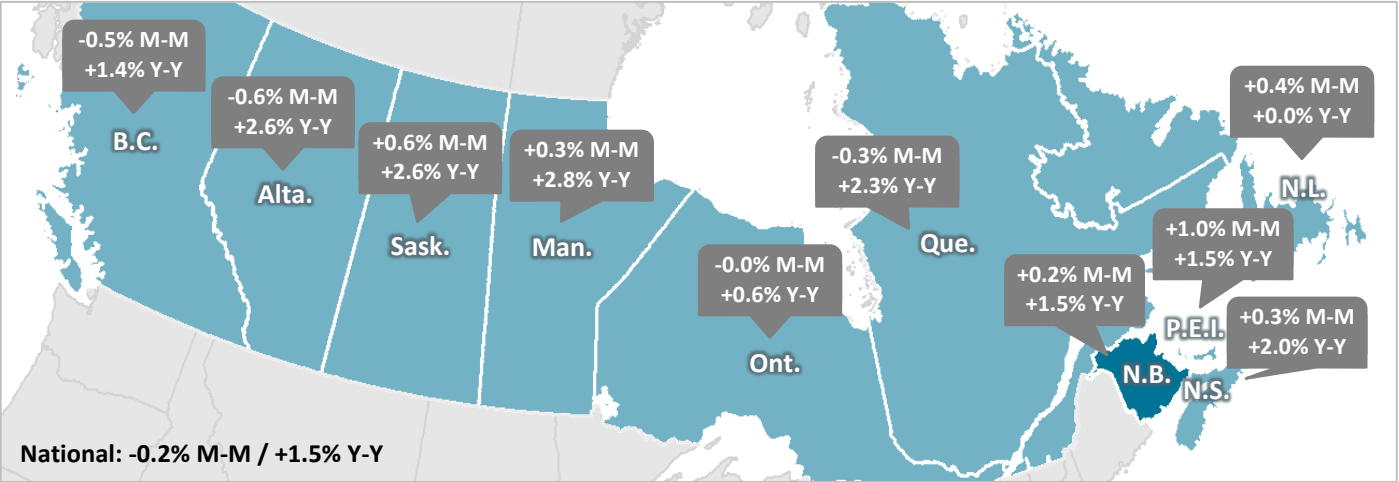 -0.5% M-M
+1.4% Y-Y
B.C.
-0.6% M-M
+2.6% Y-Y
Alta.
+0.6% M-M
+2.6% Y-Y
Sask.
+0.3% M-M
+2.8% Y-Y
Man.
-0.0% M-M
+0.6% Y-Y
Ont.
-0.3% M-M
+2.3% Y-Y
Que.
+0.4% M-M
+0.0% Y-Y
N.L.
+0.2% M-M
+1.5% Y-Y
N.B.
+1.0% M-M
+1.5% Y-Y
P.E.I.
+0.3% M-M
+2.0% Y-Y
N.S.
National: -0.2% M-M / +1.5% Y-Y